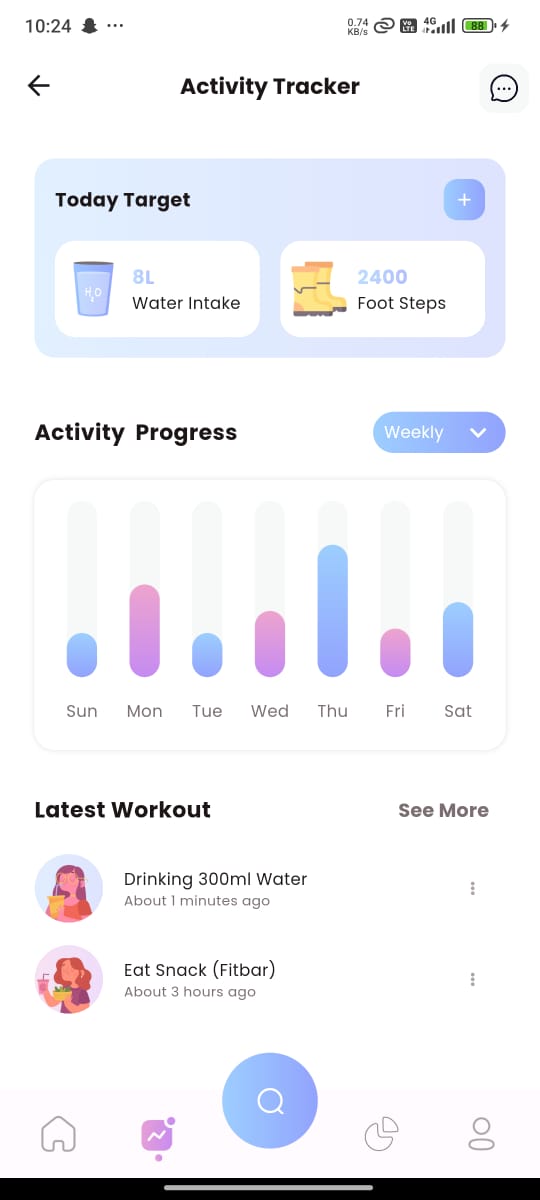 10:24
0.74 KB/s
Vo LTE
4G
88
Activity Tracker
Today Target
+
H2O
8L
Water Intake
2400
Foot Steps
Activity  Progress
Weekly
Sun Mon Tue Wed Thu Fri Sat
Latest Workout
See More
Drinking 300ml Water
About 1 minutes ago
Eat Snack (Fitbar)
About 3 hours ago